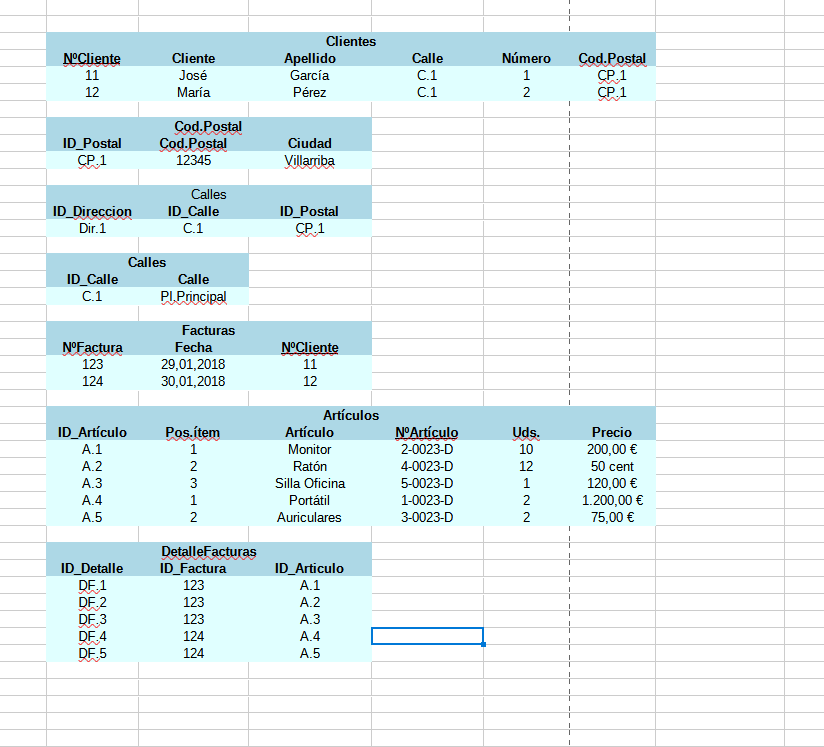 Clientes
NºCliente Cliente Apellido Calle Número Cod.Postal
11 José García C.1 1 CP.1
12 María Pérez C.1 2 CP.1
Cod.Postal
ID_Postal Cod.Postal Ciudad
CP.1 12345 Villarriba
Calles
ID_Direccion ID_Calle ID_Postal
Dir.1 C.1 CP.1
Calles
ID_Calle Calle
C.1 Pl.Principal
Facturas
NºFactura Fecha NºCliente
123 29,01,2018 11
124 30,01,2018 12
Artículos
ID_Artículo Pos.ítem Artículo NºArtículo Uds. Precio
A.1 1 Monitor 2-0023-D 10 200,00 €
A.2 2 Ratón 4-0023-D 12 50 cent
A.3 3 Silla Oficina 5-0023-D 1 120,00 €
A.4 1 Portátil 1-0023-D 2 1.200,00 €
A.5 2 Auriculares 3-0023-D 2 75,00 €
DetalleFacturas
ID_Detalle ID_Factura ID_Articulo
DF.1 123 A.1
DF.2 123 A.2
DF.3 123 A.3
DF.4 124 A.4
DF.5 124 A.5